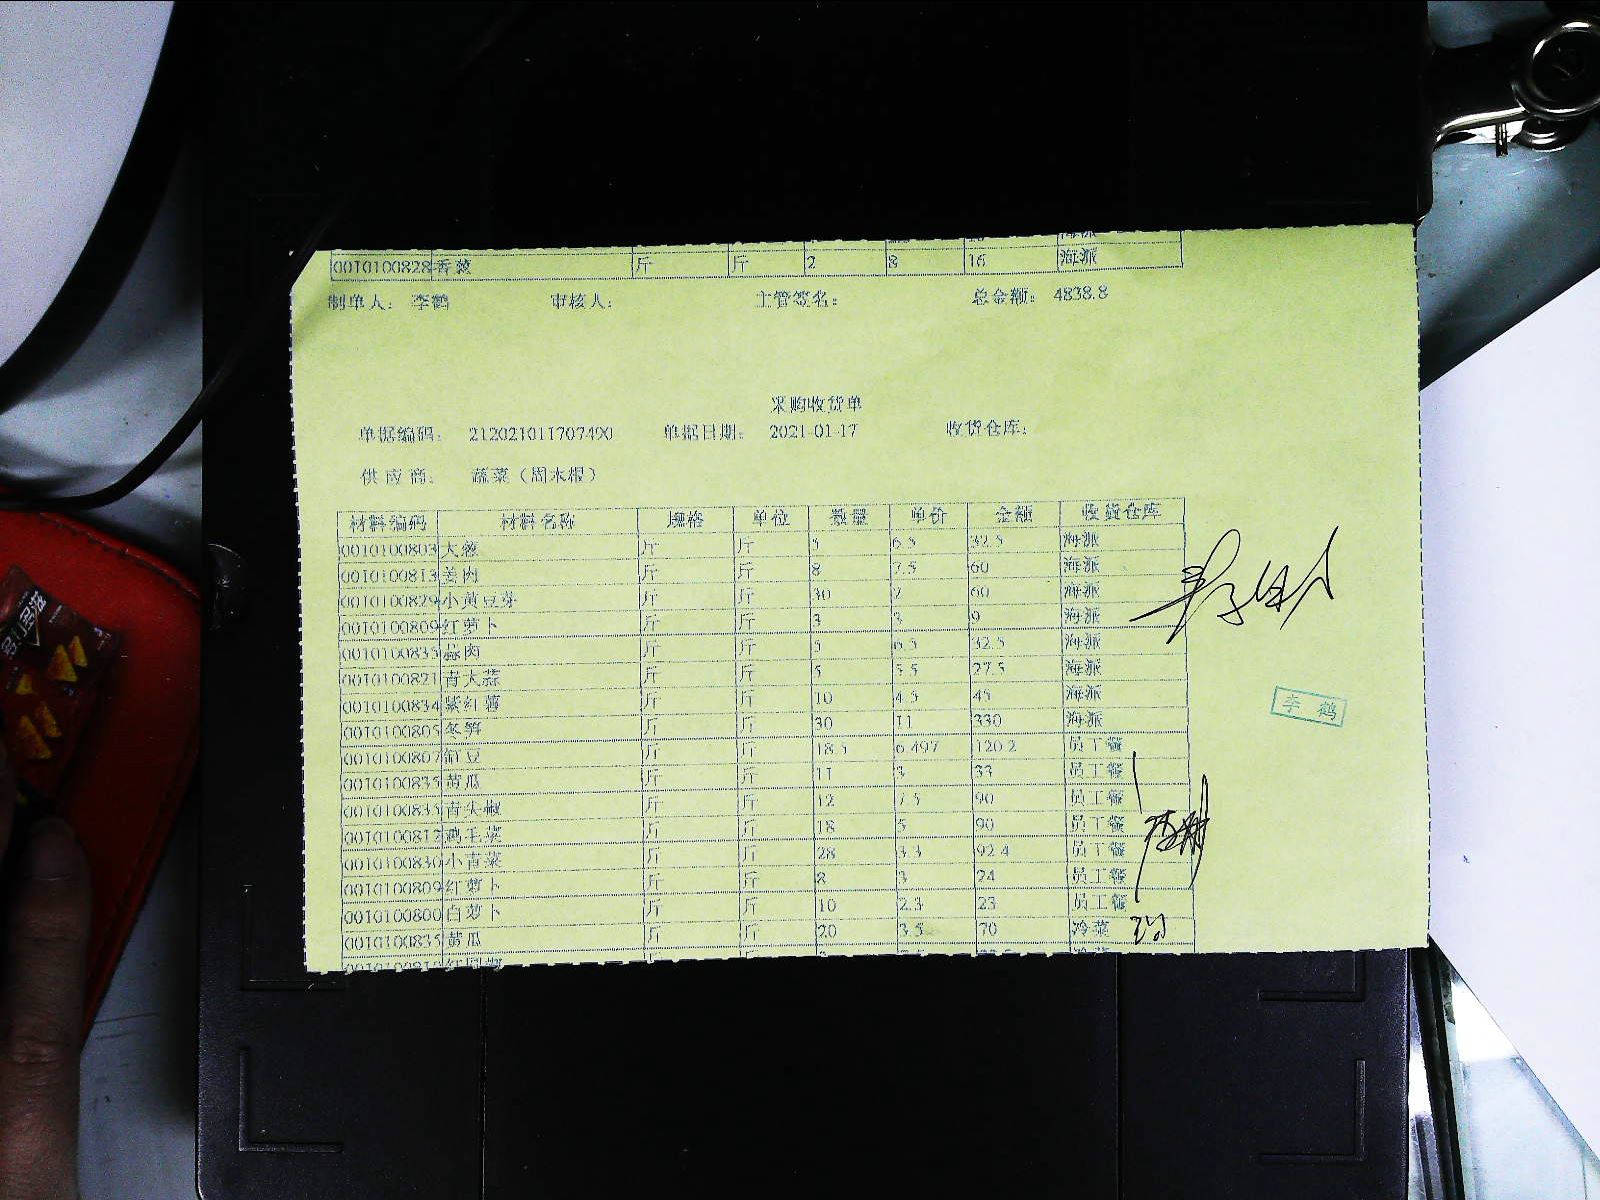 0010100828 香菜 斤 斤 2 8 16 海派
制单人： 李鹤 审核人： 主管签名： 总金额： 4838.8
采购收货单
单据编码： 212021011707490 单据日期： 2021-01-17 收货仓库：
供应商： 蔬菜（周木根）
材料编码 材料名称 规格 单位 数量 单价 金额 收货仓库
0010100803 大葱 斤 斤 5 6.5 32.5 海派
0010100813 姜肉 斤 斤 8 7.5 60 海派
0010100829 小黄豆芽 斤 斤 30 2 60 海派
0010100809 红萝卜 斤 斤 3 3 9 海派
0010100835 蒜肉 斤 斤 5 6.5 32.5 海派
0010100821 青大蒜 斤 斤 5 5.5 27.5 海派
0010100834 紫红薯 斤 斤 10 4.5 45 海派
0010100805 冬笋 斤 斤 30 11 330 海派
0010100807 缸豆 斤 斤 18.5 6.497 120.2 员工餐
0010100835 黄瓜 斤 斤 11 3 33 员工餐
0010100835 青尖椒 斤 斤 12 7.5 90 员工餐
0010100812 鸡毛菜 斤 斤 18 5 90 员工餐
0010100830 小青菜 斤 斤 28 3.3 92.4 员工餐
0010100809 红萝卜 斤 斤 8 3 24 员工餐
0010100800 白萝卜 斤 斤 10 2.3 23 员工餐
0010100835 黄瓜 斤 斤 20 3.5 70 冷菜
李鹤